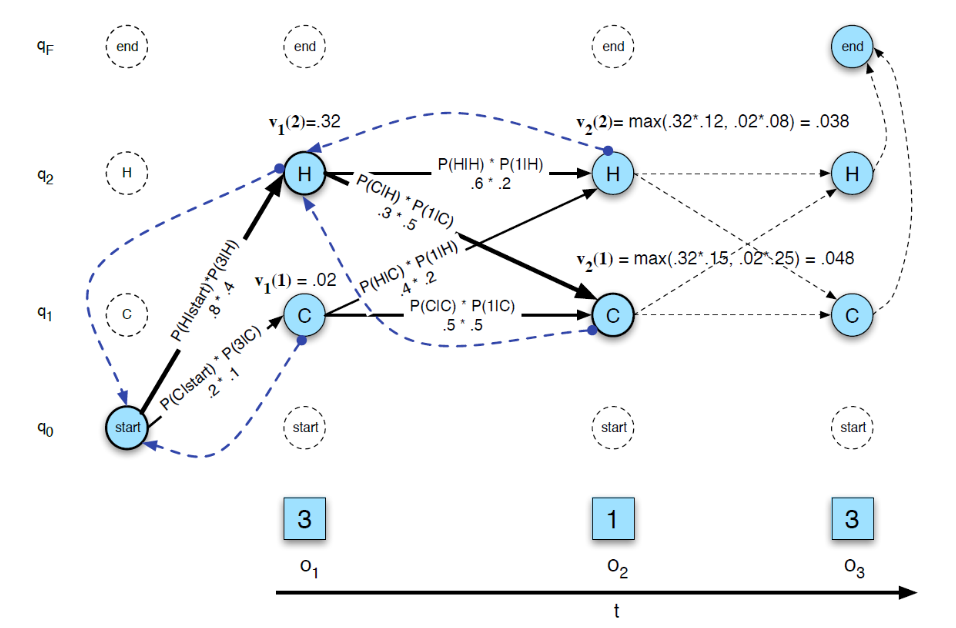 qF end end end end
v1(2)=.32 v2(2)= max(.32*.12, .02*.08) = .038
q2 H H H H
P(H|H) * P(1|H)
.6 * .2
P(C|H) * P(1|C)
.3 * .5
P(H|start)*P(3|H)
.8 * .4
v1(1) = .02 v2(1) = max(.32*.15, .02*.25) = .048
P(H|C) * P(1|H)
.4 * .2
q1 C C C C
P(C|C) * P(1|C)
.5 * .5
P(C|start) * P(3|C)
.2 * .1
q0 start start start start
3 1 3
o1 o2 o3
t